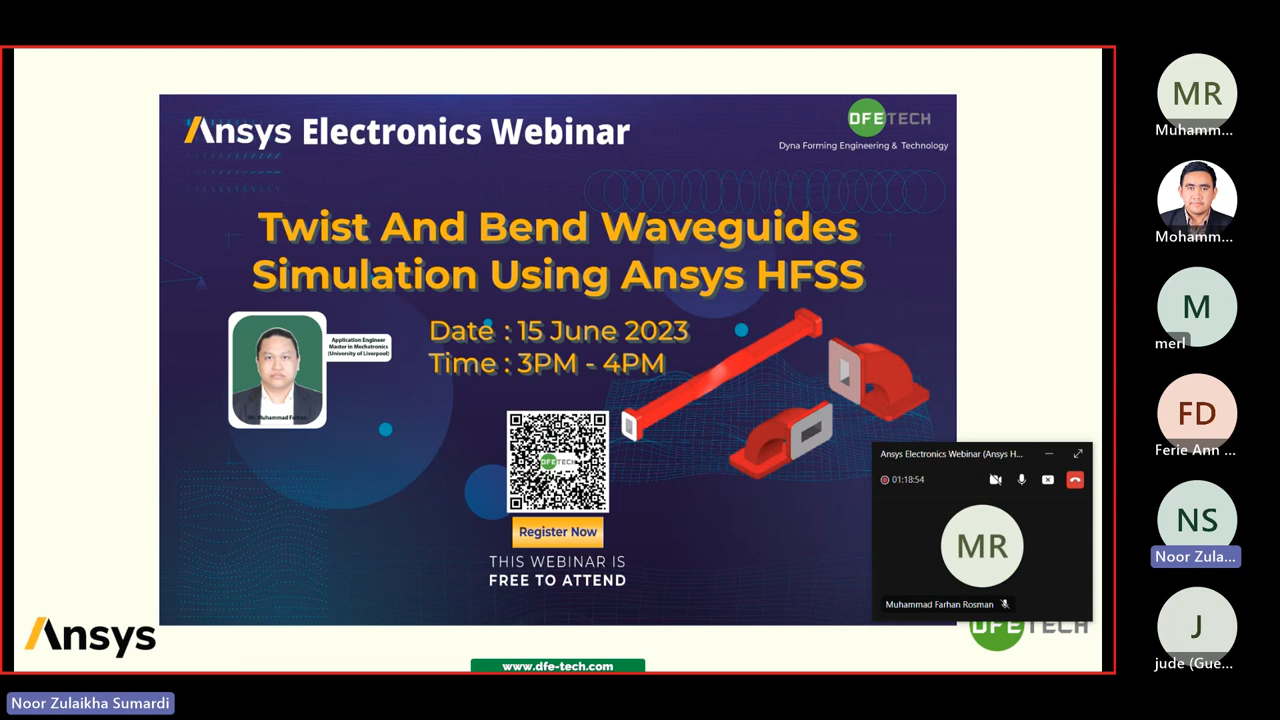 Ansys Electronics Webinar
DFETECH
Dyna Forming Engineering & Technology
Twist And Bend Waveguides
Simulation Using Ansys HFSS
Application Engineer
Master in Mechatronics
(University of Liverpool)
Date : 15 June 2023
Time : 3PM - 4PM
DFETECH
Register Now
THIS WEBINAR IS
FREE TO ATTEND
Ansys Electronics Webinar (Ansys H...
01:18:54
MR
Muhammad Farhan Rosman
Ansys
DFETECH
www.dfe-tech.com
MR
Muhamm...
Mohamm...
M
merl
FD
Ferie Ann ...
NS
Noor Zula...
J
jude (Gue...
Noor Zulaikha Sumardi